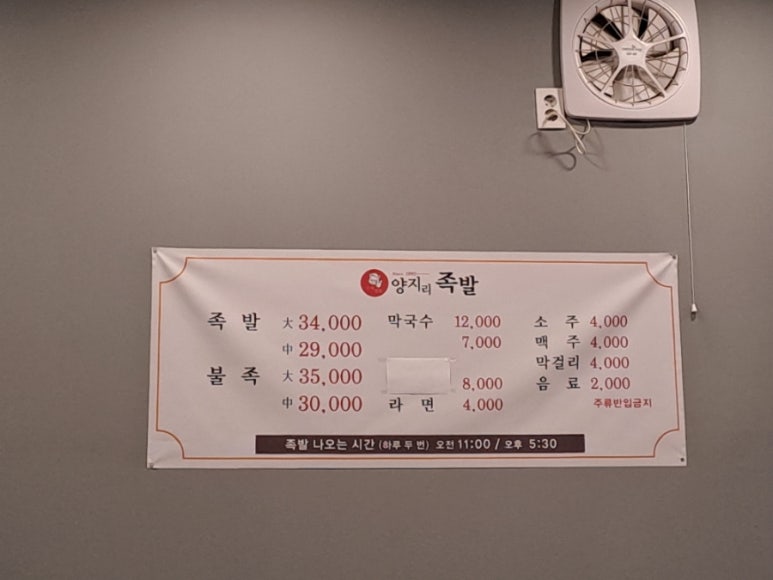 양지리 족발
족 발 大 34,000 막국수 12,000 소 주 4,000
中 29,000 7,000 맥 주 4,000
막걸리 4,000
불 족 大 35,000 8,000 음 료 2,000
中 30,000 라 면 4,000 주류반입금지
족발 나오는 시간 (하루 두 번) 오전 11:00 / 오후 5:30